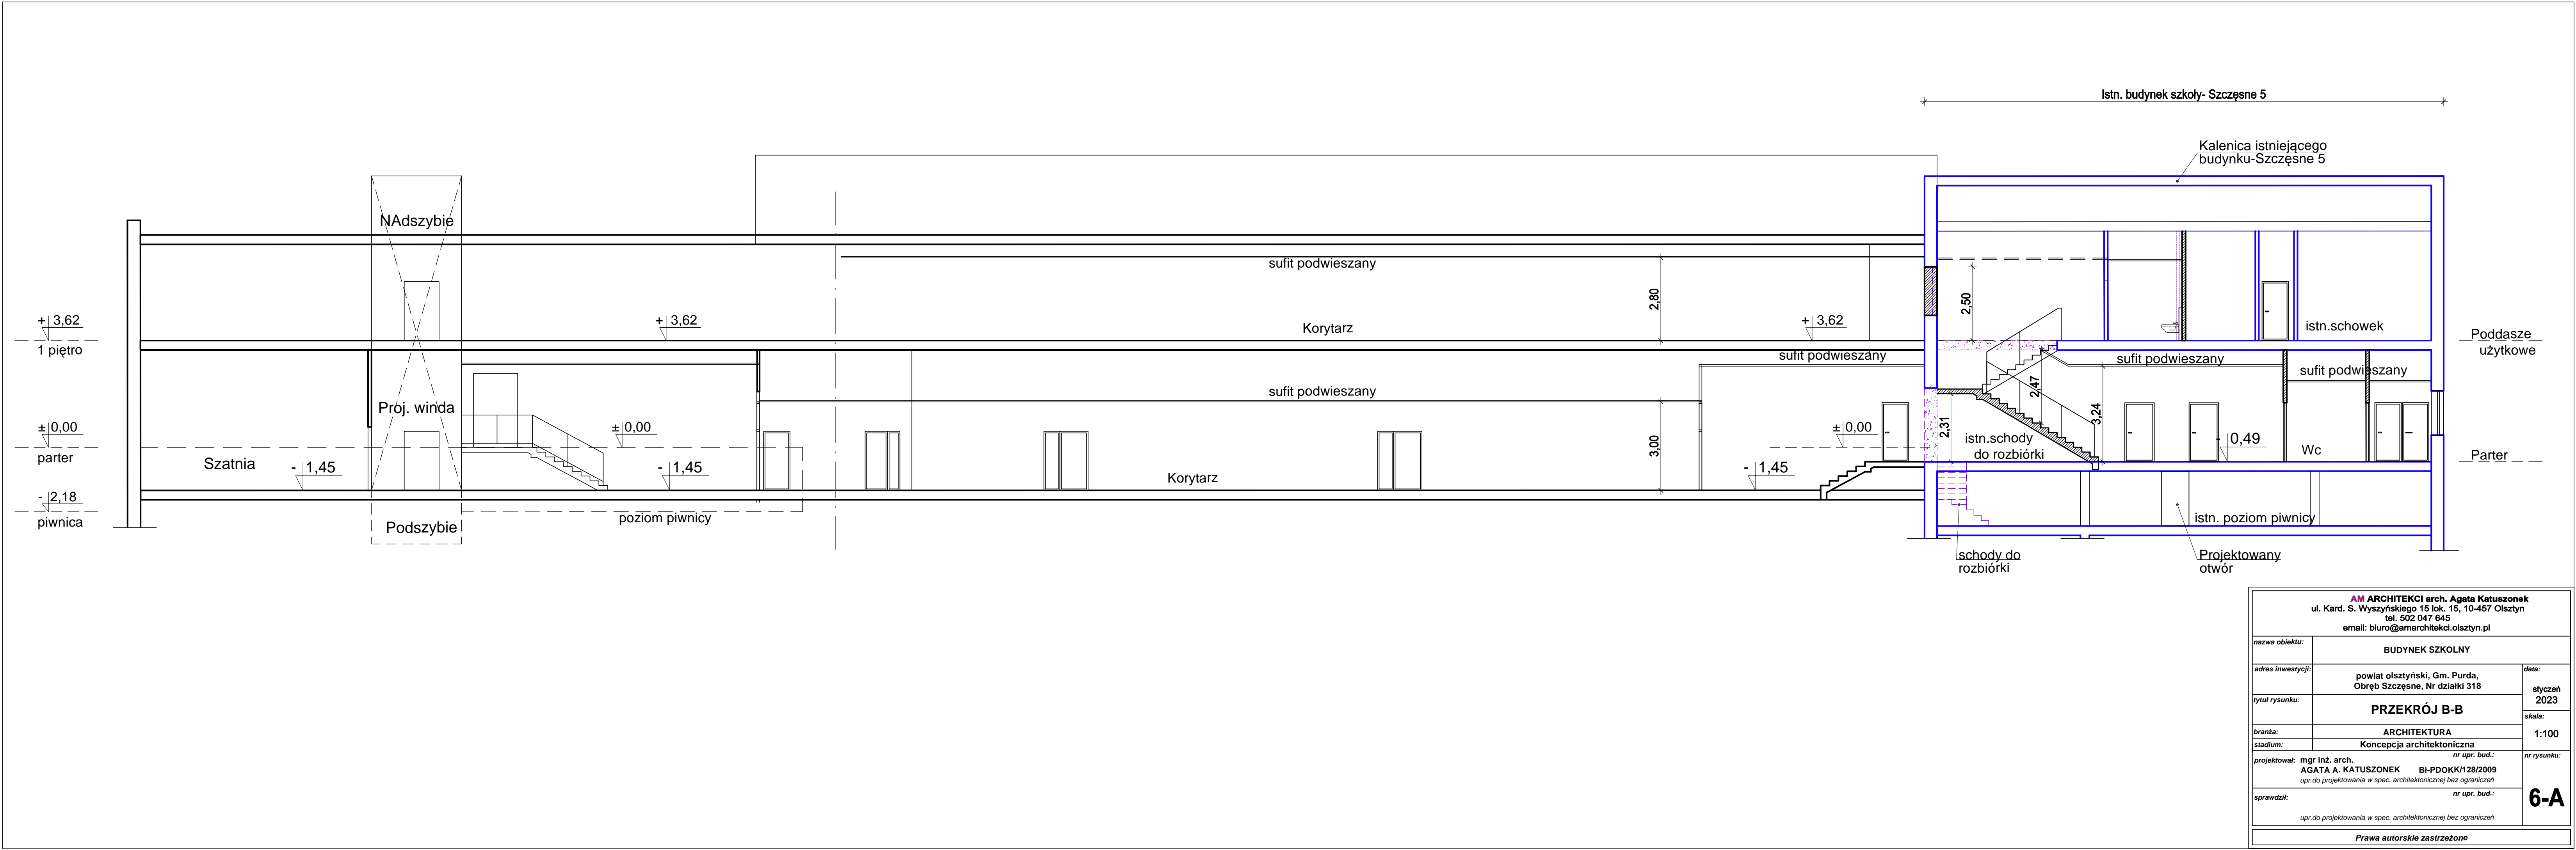 Istn. budynek szkoły- Szczęsne 5
Kalenica istniejącego
budynku-Szczęsne 5
NAdszybie
sufit podwieszany
2,80
2,50
+ 3,62
1 piętro
+ 3,62
Korytarz
+ 3,62
istn.schowek
Poddasze
użytkowe
sufit podwieszany
sufit podwieszany
sufit podwieszany
sufit podwieszany
Proj. winda
2,47
3,24
2,31
3,00
± 0,00
parter
± 0,00
± 0,00
istn.schody
do rozbiórki
- 0,49
Wc
Parter
Szatnia
- 1,45
- 1,45
- 1,45
Korytarz
- 2,18
piwnica
Podszybie
poziom piwnicy
istn. poziom piwnicy
schody do
rozbiórki
Projektowany
otwór
AM ARCHITEKCI arch. Agata Katuszonek
ul. Kard. S. Wyszyńskiego 15 lok. 15, 10-457 Olsztyn
tel. 502 047 645
email: biuro@amarchitekci.olsztyn.pl
nazwa obiektu:
BUDYNEK SZKOLNY
adres inwestycji:
powiat olsztyński, Gm. Purda,
Obręb Szczęsne, Nr działki 318
data:
styczeń
2023
tytuł rysunku:
PRZEKRÓJ B-B
skala:
1:100
branża:
ARCHITEKTURA
stadium:
Koncepcja architektoniczna
projektował:
mgr inż. arch.
nr upr. bud.:
AGATA A. KATUSZONEK Bł-PDOKK/128/2009
upr.do projektowania w spec. architektonicznej bez ograniczeń
nr rysunku:
6-A
sprawdził:
nr upr. bud.:
upr.do projektowania w spec. architektonicznej bez ograniczeń
Prawa autorskie zastrzeżone